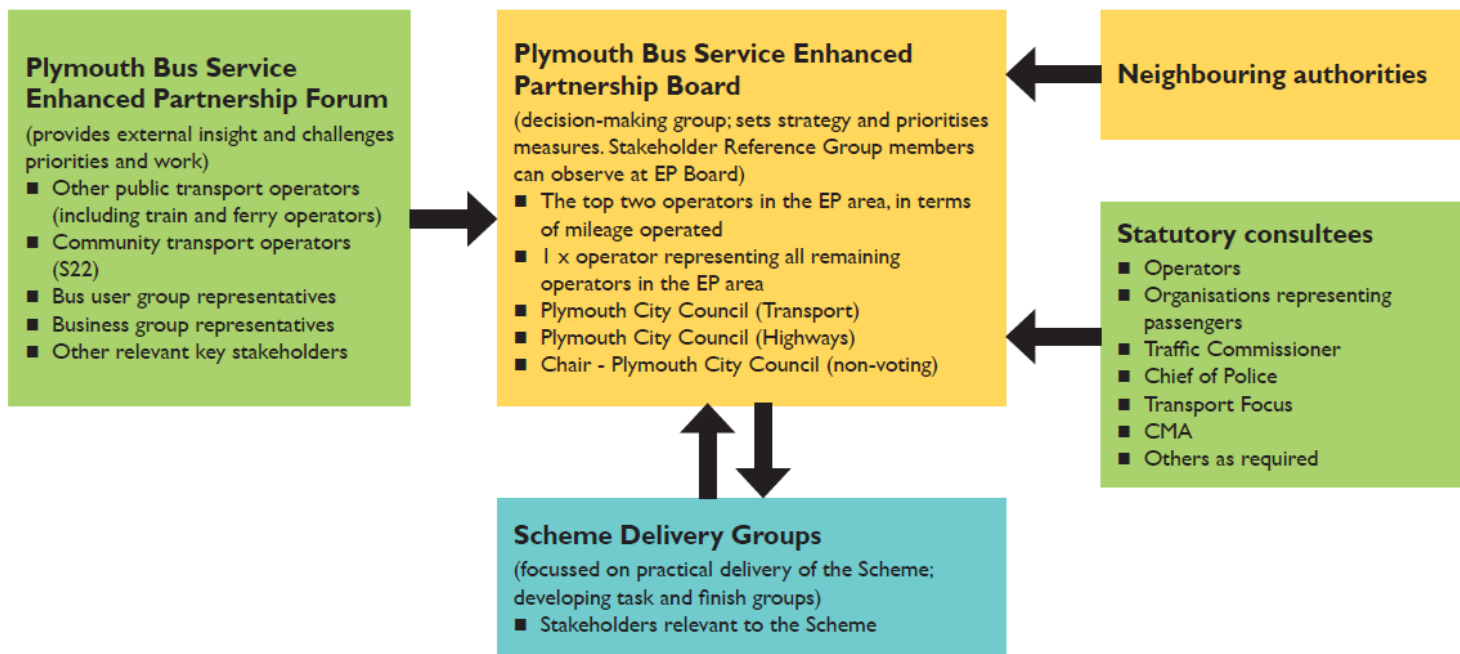 Plymouth Bus Service
Enhanced Partnership Forum
(provides external insight and challenges
priorities and work)
■ Other public transport operators
(including train and ferry operators)
■ Community transport operators
(S22)
■ Bus user group representatives
■ Business group representatives
■ Other relevant key stakeholders
Plymouth Bus Service Enhanced
Partnership Board
(decision-making group; sets strategy and prioritises
measures. Stakeholder Reference Group members
can observe at EP Board)
■ The top two operators in the EP area, in terms
of mileage operated
■ 1 x operator representing all remaining
operators in the EP area
■ Plymouth City Council (Transport)
■ Plymouth City Council (Highways)
■ Chair - Plymouth City Council (non-voting)
Neighbouring authorities
Statutory consultees
■ Operators
■ Organisations representing
passengers
■ Traffic Commissioner
■ Chief of Police
■ Transport Focus
■ CMA
■ Others as required
Scheme Delivery Groups
(focussed on practical delivery of the Scheme;
developing task and finish groups)
■ Stakeholders relevant to the Scheme